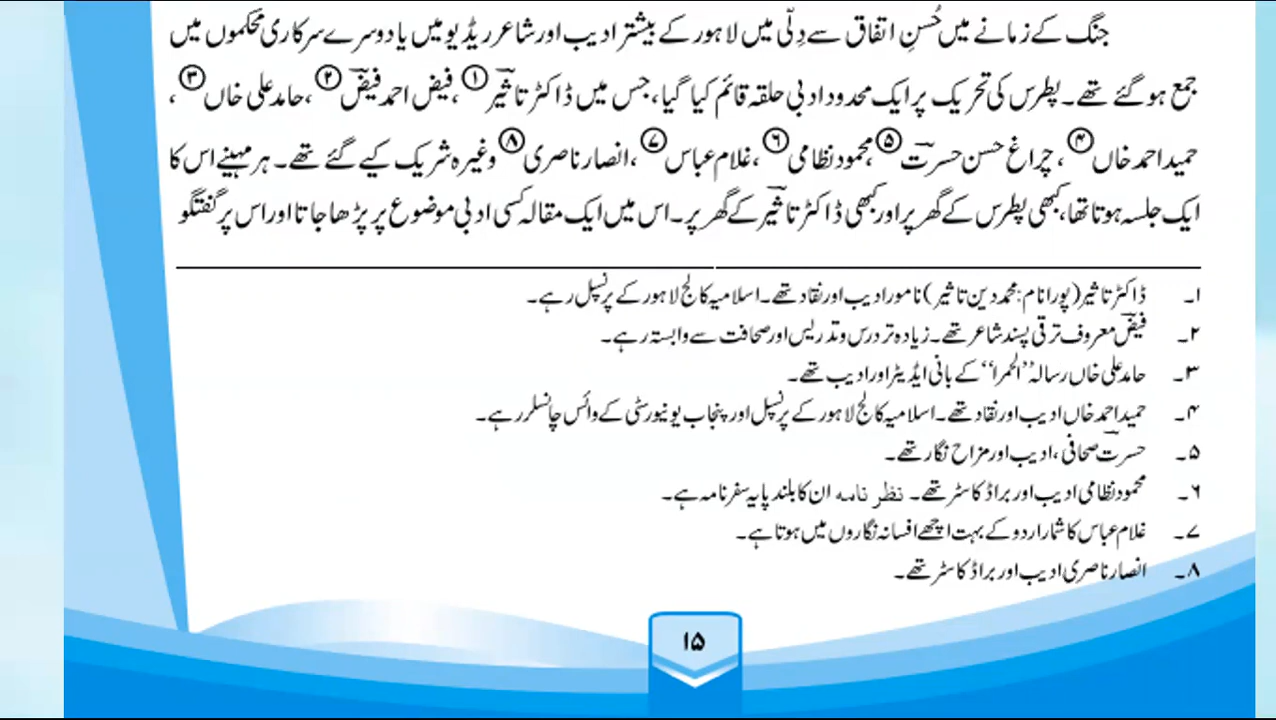 جنگ کے زمانے میں حُسنِ اتفاق سے دِلّی میں لاہور کے بیشتر ادیب اور شاعر ریڈیو میں یا دوسرے سرکاری محکموں میں
جمع ہو گئے تھے۔ پطرس کی تحریک پر ایک محدود ادبی حلقہ قائم کیا گیا، جس میں ڈاکٹر تاثیرؔ ①، فیض احمد فیضؔ ②، حامد علی خاں ③،
حمید احمد خاں ④، چراغ حسن حسرتؔ ⑤، محمود نظامی ⑥، غلام عباس ⑦، انصار ناصری ⑧ وغیرہ شریک کیے گئے تھے۔ ہر مہینے اس کا
ایک جلسہ ہوتا تھا، کبھی پطرس کے گھر پر اور کبھی ڈاکٹر تاثیرؔ کے گھر پر۔ اس میں ایک مقالہ کسی ادبی موضوع پر پڑھا جاتا اور اس پر گفتگو
۱۔ ڈاکٹر تاثیر (پورا نام: محمد دین تاثیر) نامور ادیب اور نقاد تھے۔ اسلامیہ کالج لاہور کے پرنسپل رہے۔
۲۔ فیضؔ معروف ترقی پسند شاعر تھے۔ زیادہ تر درس و تدریس اور صحافت سے وابستہ رہے۔
۳۔ حامد علی خاں رسالہ ”الحمرا“ کے بانی ایڈیٹر اور ادیب تھے۔
۴۔ حمید احمد خاں ادیب اور نقاد تھے۔ اسلامیہ کالج لاہور کے پرنسپل اور پنجاب یونیورسٹی کے وائس چانسلر رہے۔
۵۔ حسرتؔ صحافی، ادیب اور مزاح نگار تھے۔
۶۔ محمود نظامی ادیب اور براڈ کاسٹر تھے۔ نظر نامہ ان کا بلند پایہ سفرنامہ ہے۔
۷۔ غلام عباس کا شمار اردو کے بہت اچھے افسانہ نگاروں میں ہوتا ہے۔
۸۔ انصار ناصری ادیب اور براڈ کاسٹر تھے۔
۱۵